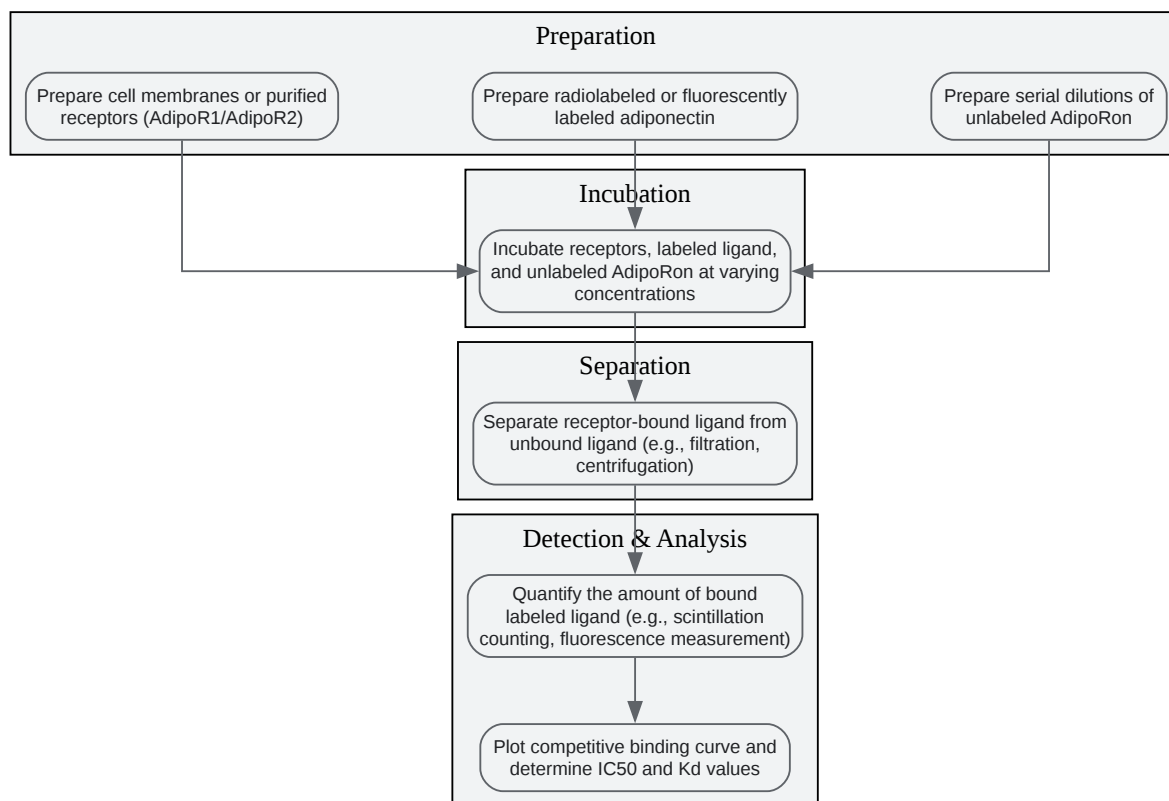 Preparation
Prepare cell membranes or purified
receptors (AdipoR1/AdipoR2)
Prepare radiolabeled or fluorescently
labeled adiponectin
Prepare serial dilutions of
unlabeled AdipoRon
Incubation
Incubate receptors, labeled ligand,
and unlabeled AdipoRon at varying
concentrations
Separation
Separate receptor-bound ligand from
unbound ligand (e.g., filtration,
centrifugation)
Detection & Analysis
Quantify the amount of bound
labeled ligand (e.g., scintillation
counting, fluorescence measurement)
Plot competitive binding curve and
determine IC50 and Kd values